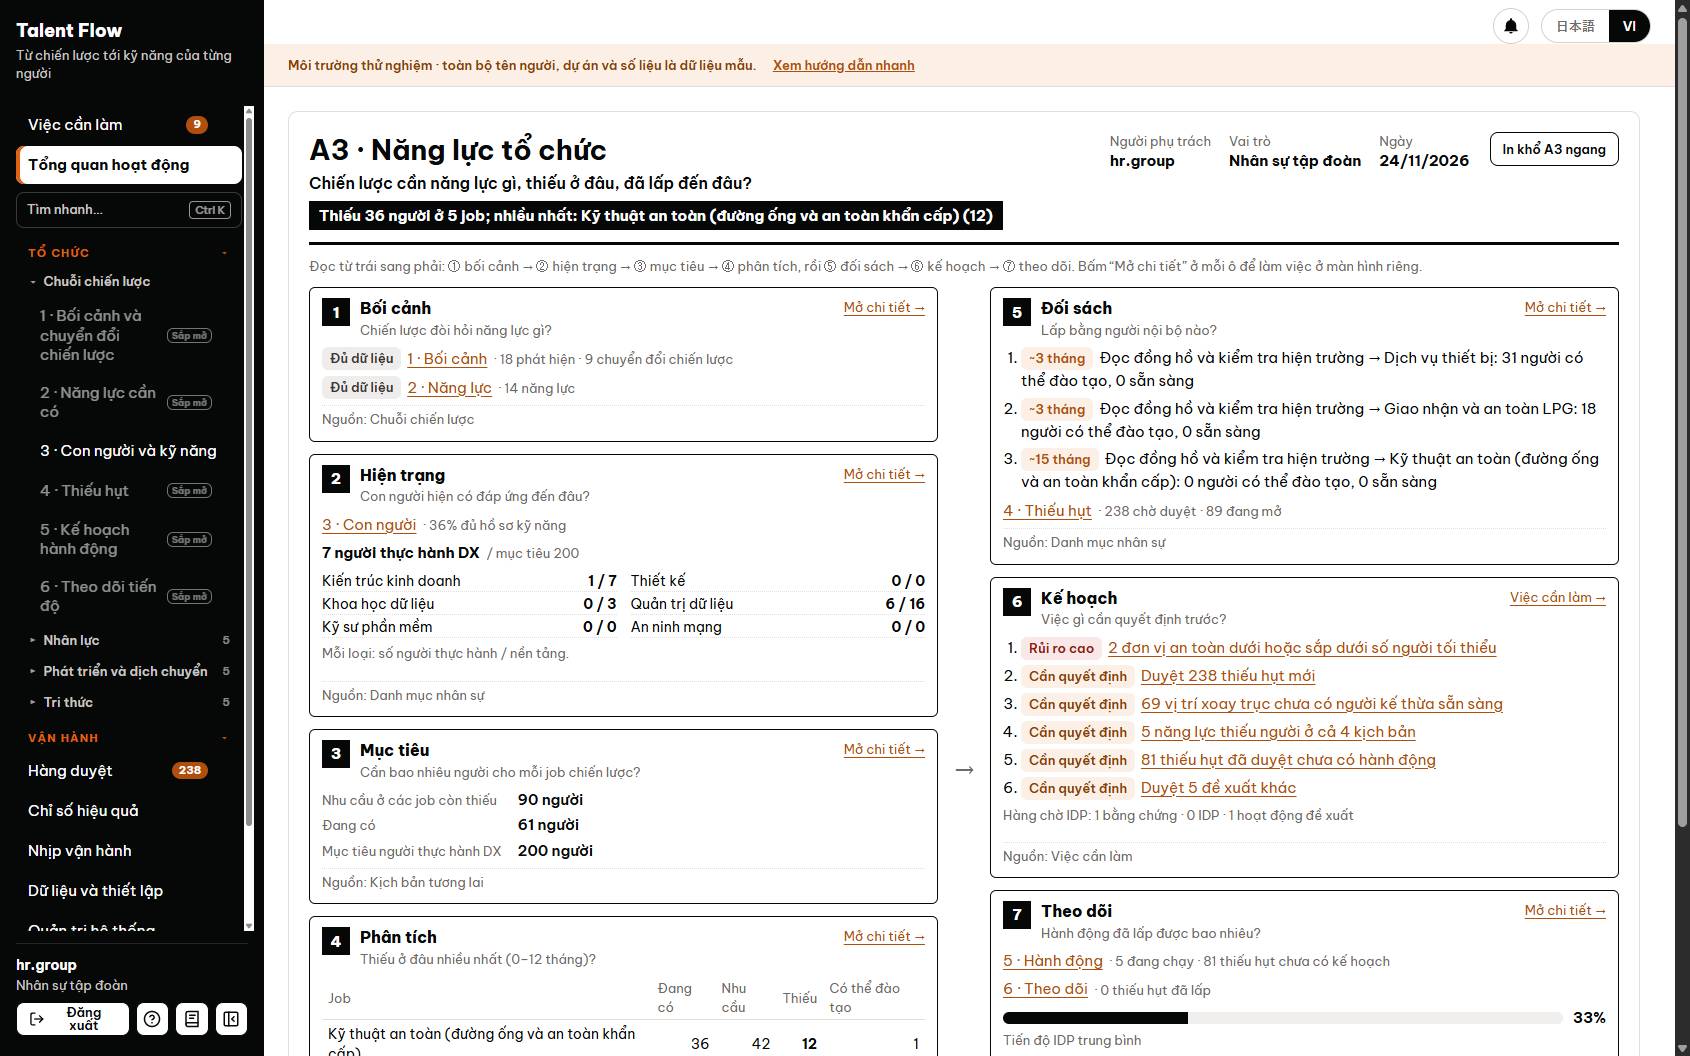 Talent Flow
Từ chiến lược tới kỹ năng của từng
người
Việc cần làm 9
Tổng quan hoạt động
Tìm nhanh... Ctrl K
TỔ CHỨC
Chuỗi chiến lược
1 · Bối cảnh và
chuyển đổi
chiến lược
Sắp mở
2 · Năng lực cần
có
Sắp mở
3 · Con người và kỹ năng
4 · Thiếu hụt Sắp mở
5 · Kế hoạch
hành động
Sắp mở
6 · Theo dõi tiến
độ
Sắp mở
Nhân lực 5
Phát triển và dịch chuyển 5
Tri thức 5
VẬN HÀNH
Hàng duyệt 238
Chỉ số hiệu quả
Nhịp vận hành
Dữ liệu và thiết lập
Quản trị hệ thống
hr.group
Nhân sự tập đoàn
Đăng
xuất
日本語 VI
Môi trường thử nghiệm · toàn bộ tên người, dự án và số liệu là dữ liệu mẫu. Xem hướng dẫn nhanh
A3 · Năng lực tổ chức
Chiến lược cần năng lực gì, thiếu ở đâu, đã lấp đến đâu?
Thiếu 36 người ở 5 job; nhiều nhất: Kỹ thuật an toàn (đường ống và an toàn khẩn cấp) (12)
Người phụ trách
hr.group
Vai trò
Nhân sự tập đoàn
Ngày
24/11/2026
In khổ A3 ngang
Đọc từ trái sang phải: ① bối cảnh → ② hiện trạng → ③ mục tiêu → ④ phân tích, rồi ⑤ đối sách → ⑥ kế hoạch → ⑦ theo dõi. Bấm “Mở chi tiết” ở mỗi ô để làm việc ở màn hình riêng.
1 Bối cảnh Mở chi tiết →
Chiến lược đòi hỏi năng lực gì?
Đủ dữ liệu 1 · Bối cảnh · 18 phát hiện · 9 chuyển đổi chiến lược
Đủ dữ liệu 2 · Năng lực · 14 năng lực
Nguồn: Chuỗi chiến lược
2 Hiện trạng Mở chi tiết →
Con người hiện có đáp ứng đến đâu?
3 · Con người · 36% đủ hồ sơ kỹ năng
7 người thực hành DX / mục tiêu 200
Kiến trúc kinh doanh 1 / 7 Thiết kế 0 / 0
Khoa học dữ liệu 0 / 3 Quản trị dữ liệu 6 / 16
Kỹ sư phần mềm 0 / 0 An ninh mạng 0 / 0
Mỗi loại: số người thực hành / nền tảng.
Nguồn: Danh mục nhân sự
3 Mục tiêu Mở chi tiết →
Cần bao nhiêu người cho mỗi job chiến lược?
Nhu cầu ở các job còn thiếu 90 người
Đang có 61 người
Mục tiêu người thực hành DX 200 người
Nguồn: Kịch bản tương lai
4 Phân tích Mở chi tiết →
Thiếu ở đâu nhiều nhất (0–12 tháng)?
Job Đang có Nhu cầu Thiếu Có thể đào tạo
Kỹ thuật an toàn (đường ống và an toàn khẩn
cấp) 36 42 12 1
→
5 Đối sách Mở chi tiết →
Lấp bằng người nội bộ nào?
1. ~3 tháng Đọc đồng hồ và kiểm tra hiện trường → Dịch vụ thiết bị: 31 người có
thể đào tạo, 0 sẵn sàng
2. ~3 tháng Đọc đồng hồ và kiểm tra hiện trường → Giao nhận và an toàn LPG: 18
người có thể đào tạo, 0 sẵn sàng
3. ~15 tháng Đọc đồng hồ và kiểm tra hiện trường → Kỹ thuật an toàn (đường ống
và an toàn khẩn cấp): 0 người có thể đào tạo, 0 sẵn sàng
4 · Thiếu hụt · 238 chờ duyệt · 89 đang mở
Nguồn: Danh mục nhân sự
6 Kế hoạch Việc cần làm →
Việc gì cần quyết định trước?
1. Rủi ro cao 2 đơn vị an toàn dưới hoặc sắp dưới số người tối thiểu
2. Cần quyết định Duyệt 238 thiếu hụt mới
3. Cần quyết định 69 vị trí xoay trục chưa có người kế thừa sẵn sàng
4. Cần quyết định 5 năng lực thiếu người ở cả 4 kịch bản
5. Cần quyết định 81 thiếu hụt đã duyệt chưa có hành động
6. Cần quyết định Duyệt 5 đề xuất khác
Hàng chờ IDP: 1 bằng chứng · 0 IDP · 1 hoạt động đề xuất
Nguồn: Việc cần làm
7 Theo dõi Mở chi tiết →
Hành động đã lấp được bao nhiêu?
5 · Hành động · 5 đang chạy · 81 thiếu hụt chưa có kế hoạch
6 · Theo dõi · 0 thiếu hụt đã lấp
33%
Tiến độ IDP trung bình